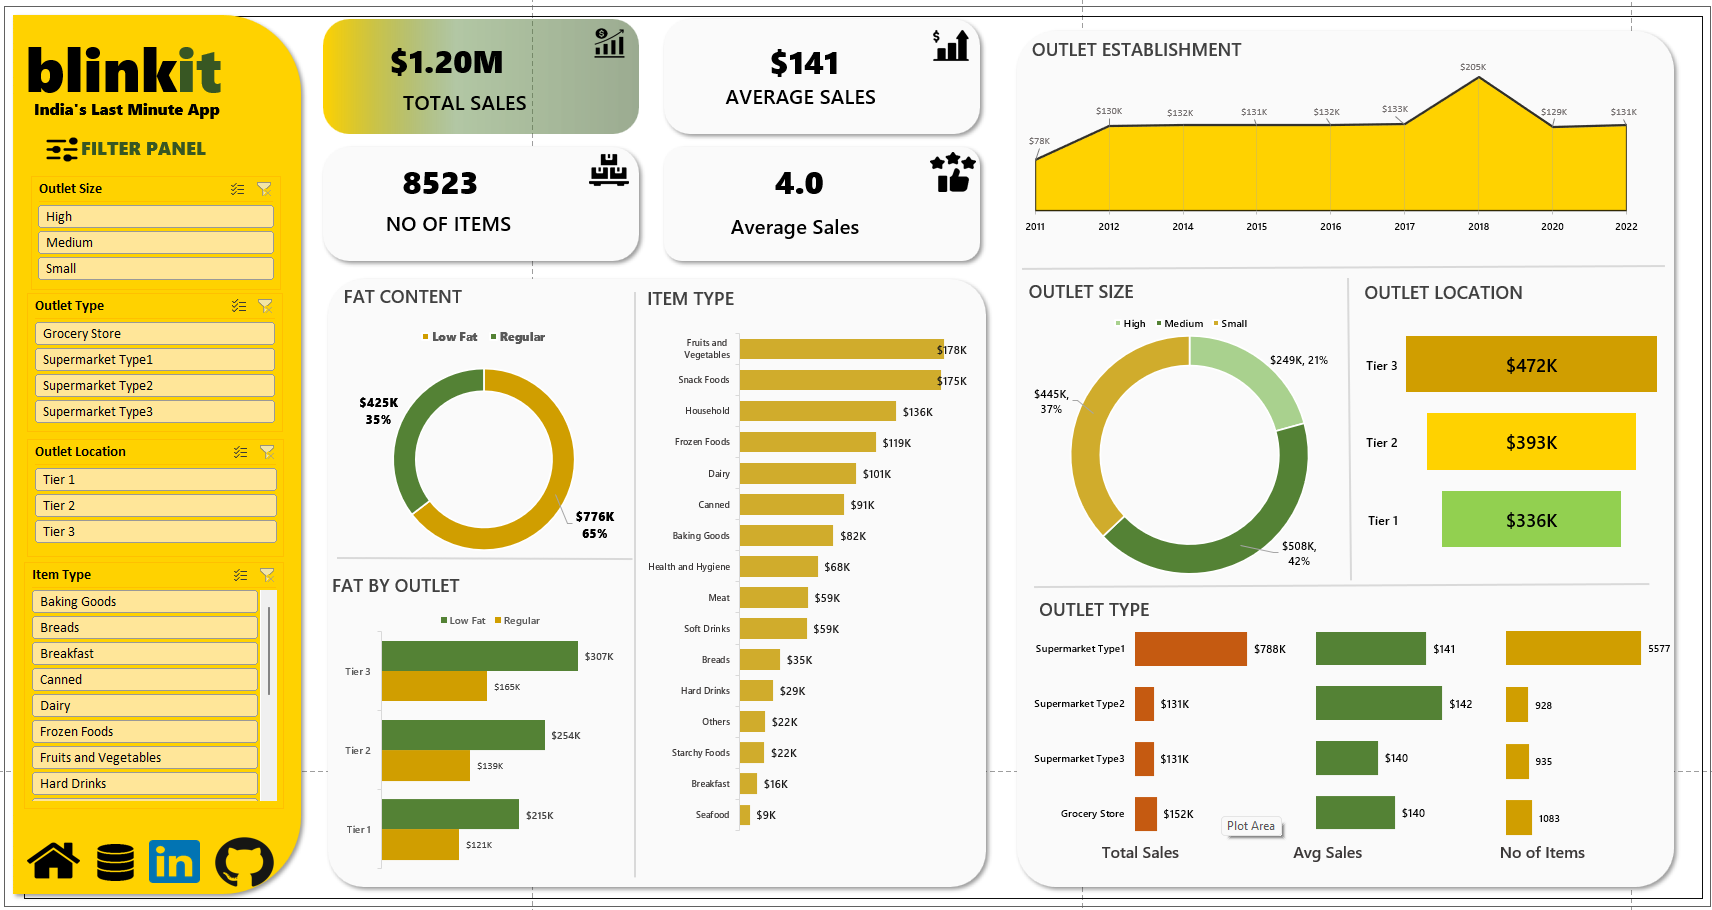 blinkit
India's Last Minute App
FILTER PANEL
Outlet Size
High
Medium
Small
Outlet Type
Grocery Store
Supermarket Type1
Supermarket Type2
Supermarket Type3
Outlet Location
Tier 1
Tier 2
Tier 3
Item Type
Baking Goods
Breads
Breakfast
Canned
Dairy
Frozen Foods
Fruits and Vegetables
Hard Drinks
in
$1.20M
TOTAL SALES
$
$141
AVERAGE SALES
$
8523
NO OF ITEMS
4.0
Average Sales
FAT CONTENT
Low Fat
Regular
$425K
35%
$776K
65%
FAT BY OUTLET
Low Fat
Regular
Tier 3
$307K
$165K
Tier 2
$254K
$139K
Tier 1
$215K
$121K
ITEM TYPE
Fruits and
Vegetables
$178K
Snack Foods
$175K
Household
$136K
Frozen Foods
$119K
Dairy
$101K
Canned
$91K
Baking Goods
$82K
Health and Hygiene
$68K
Meat
$59K
Soft Drinks
$59K
Breads
$35K
Hard Drinks
$29K
Others
$22K
Starchy Foods
$22K
Breakfast
$16K
Seafood
$9K
OUTLET ESTABLISHMENT
$78K
$130K
$132K
$131K
$132K
$133K
$205K
$129K
$131K
2011
2012
2014
2015
2016
2017
2018
2020
2022
OUTLET SIZE
High
Medium
Small
$249K, 21%
$445K,
37%
$508K,
42%
OUTLET LOCATION
Tier 3
$472K
Tier 2
$393K
Tier 1
$336K
OUTLET TYPE
Supermarket Type1
$788K
$141
5577
Supermarket Type2
$131K
$142
928
Supermarket Type3
$131K
$140
935
Grocery Store
$152K
$140
1083
Plot Area
Total Sales
Avg Sales
No of Items